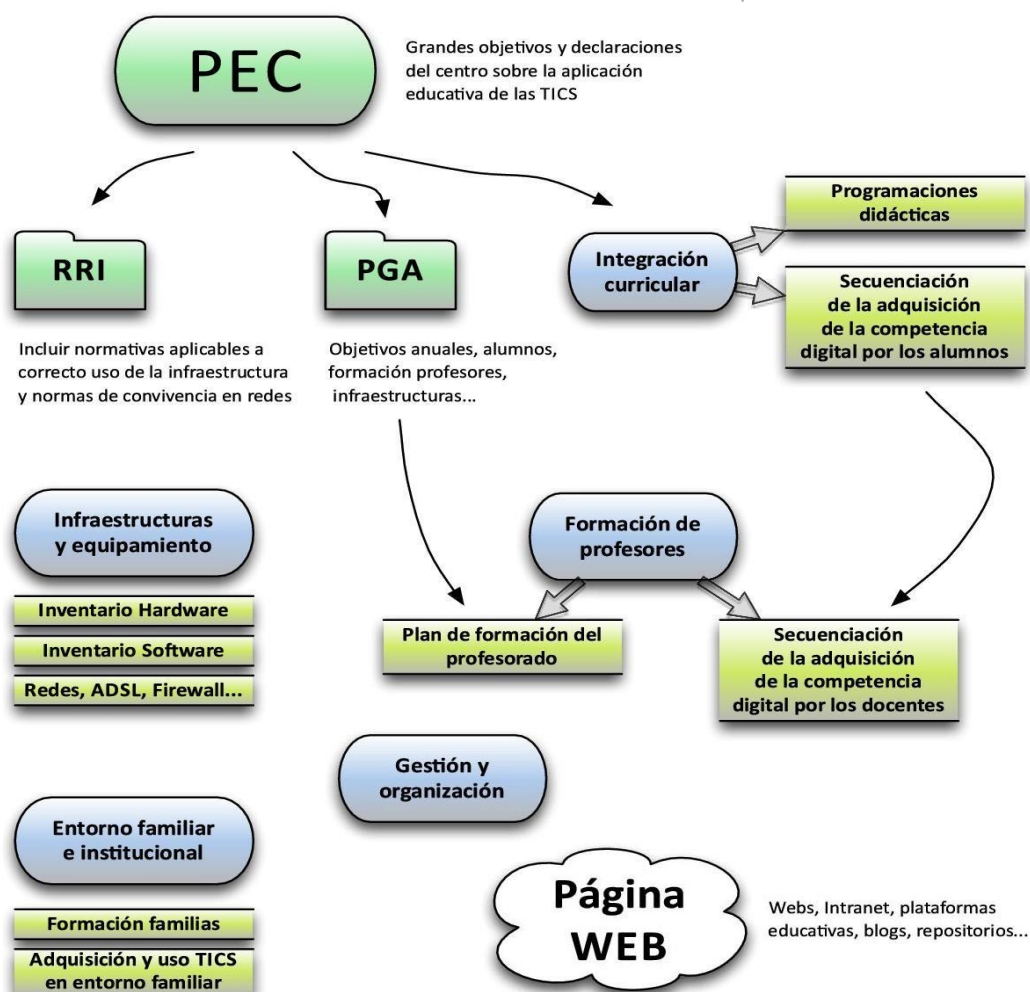 PEC
Grandes objetivos y declaraciones
del centro sobre la aplicación
educativa de las TICS
RRI
PGA
Integración
curricular
Programaciones
didácticas
Secuenciación
de la adquisición
de la competencia
digital por los alumnos
Incluir normativas aplicables a
correcto uso de la infraestructura
y normas de convivencia en redes
Objetivos anuales, alumnos,
formación profesores,
infraestructuras...
Infraestructuras
y equipamiento
Inventario Hardware
Inventario Software
Redes, ADSL, Firewall...
Formación de
profesores
Plan de formación del
profesorado
Secuenciación
de la adquisición
de la competencia
digital por los docentes
Gestión y
organización
Entorno familiar
e institucional
Formación familias
Adquisición y uso TICS
en entorno familiar
Página
WEB
Webs, Intranet, plataformas
educativas, blogs, repositorios...